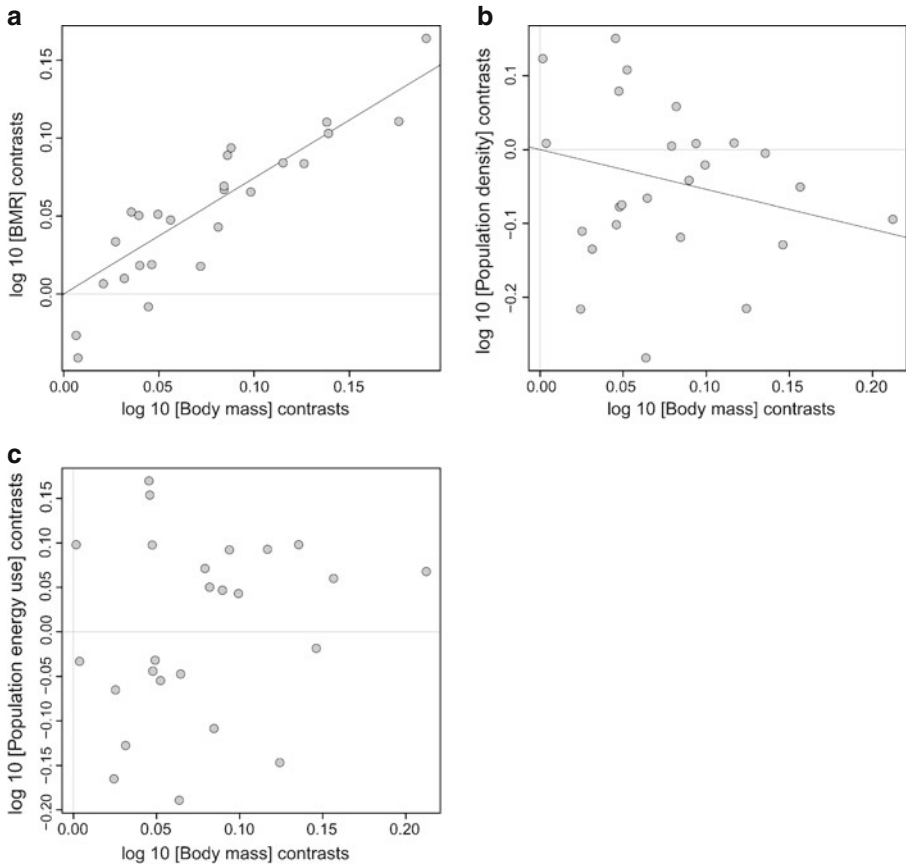 a
log 10 [BMR] contrasts
0.15
0.10
0.05
0.00
0.00 0.05 0.10 0.15
log 10 [Body mass] contrasts
b
log 10 [Population density] contrasts
0.1
0.0
−0.1
−0.2
0.00 0.05 0.10 0.15 0.20
log 10 [Body mass] contrasts
c
log 10 [Population energy use] contrasts
0.15
0.10
0.05
0.00
−0.05
−0.10
−0.15
−0.20
0.00 0.05 0.10 0.15 0.20
log 10 [Body mass] contrasts